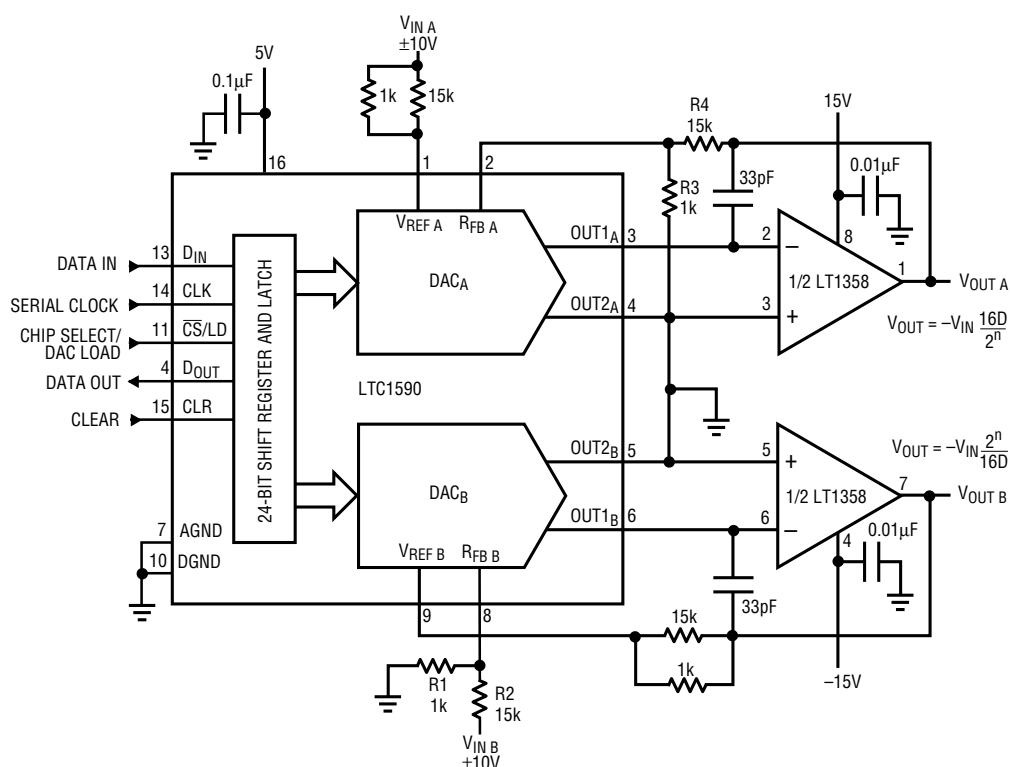 V_IN A
±10V
5V
0.1µF
1k
15k
R4
15k
15V
16
1
2
33pF
0.01µF
R3
1k
V_REF A
R_FB A
OUT1_A
3
2
–
8
1
V_OUT A
13
D_IN
DATA IN
DAC_A
1/2 LT1358
14
CLK
SERIAL CLOCK
OUT2_A
4
3
+
V_OUT = –V_IN 16D/2^n
11
C̅S̅/LD
CHIP SELECT/
DAC LOAD
4
D_OUT
DATA OUT
LTC1590
15
CLR
CLEAR
24-BIT SHIFT REGISTER AND LATCH
OUT2_B
5
5
+
V_OUT = –V_IN 2^n/16D
DAC_B
1/2 LT1358
7
V_OUT B
OUT1_B
6
6
–
7
AGND
4
0.01µF
10
DGND
V_REF B
R_FB B
33pF
9
8
15k
1k
–15V
R1
1k
R2
15k
V_IN B
±10V